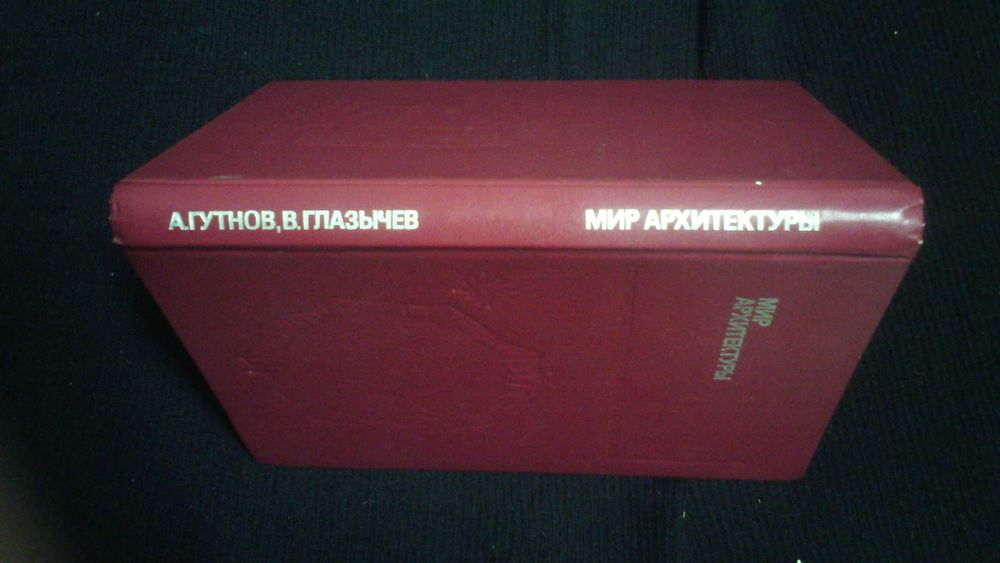 А.ГУТНОВ, В.ГЛАЗЫЧЕВ
МИР АРХИТЕКТУРЫ
МИР
АРХИТЕКТУРЫ